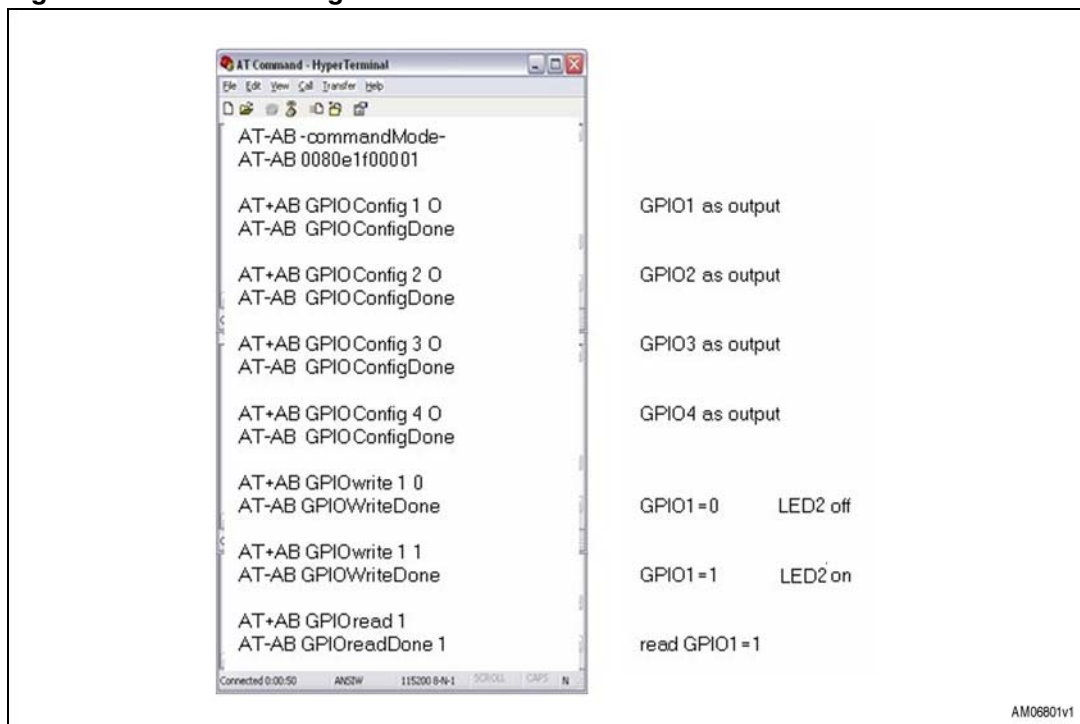 AT Command - HyperTerminal
File Edit View Call Transfer Help
AT-AB -commandMode-
AT-AB 0080e1f00001
AT+AB GPIOConfig 1 O
GPIO1 as output
AT-AB GPIOConfigDone
AT+AB GPIOConfig 2 O
GPIO2 as output
AT-AB GPIOConfigDone
AT+AB GPIOConfig 3 O
GPIO3 as output
AT-AB GPIOConfigDone
AT+AB GPIOConfig 4 O
GPIO4 as output
AT-AB GPIOConfigDone
AT+AB GPIOwrite 1 0
AT-AB GPIOWriteDone
GPIO1=0 LED2 off
AT+AB GPIOwrite 1 1
AT-AB GPIOWriteDone
GPIO1=1 LED2 on
AT+AB GPIOread 1
AT-AB GPIOreadDone 1
read GPIO1=1
Connected 0:00:50 ANSIW 115200 8-N-1 SCROLL CAPS N
AM06801v1